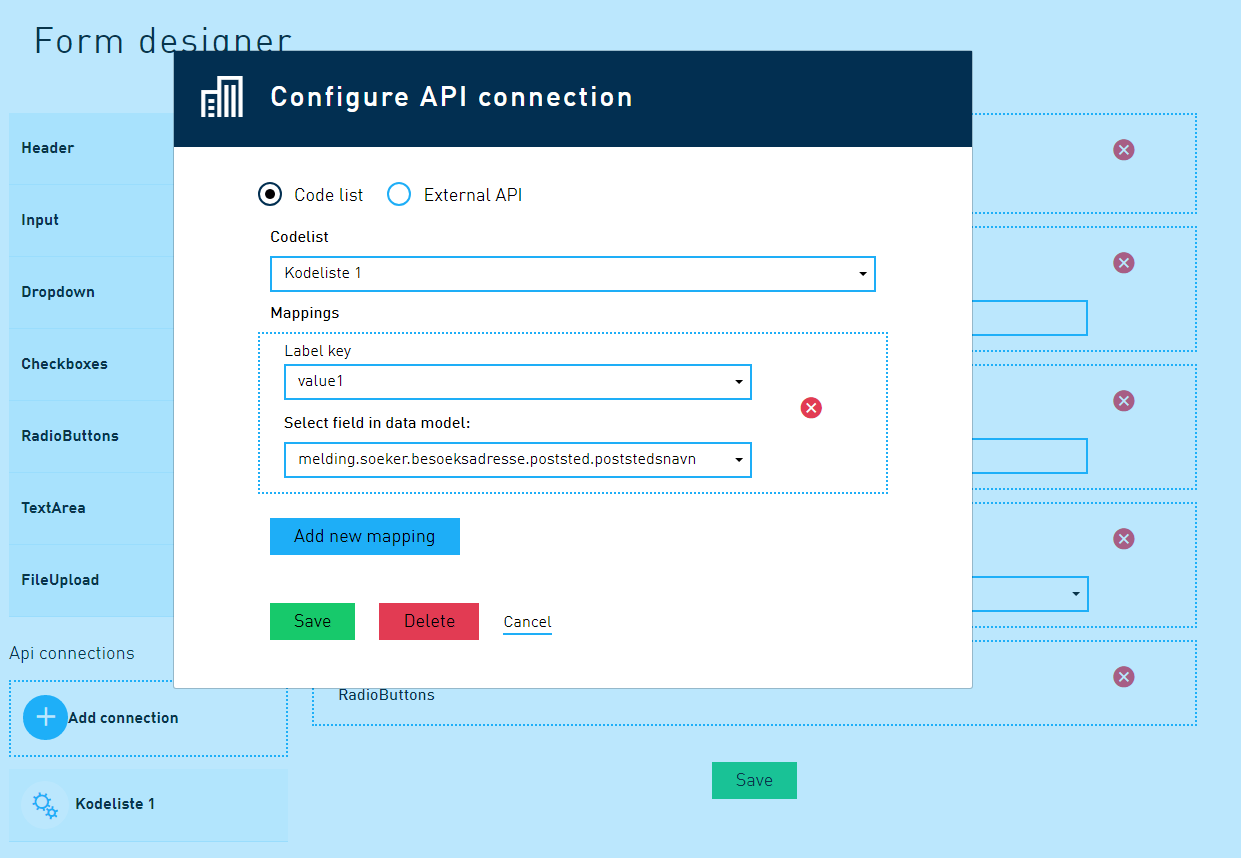 Form designer
Configure API connection
Header
Input
Dropdown
Checkboxes
RadioButtons
TextArea
FileUpload
Api connections
Add connection
Kodeliste 1
Code list External API
Codelist
Kodeliste 1
Mappings
Label key
value1
Select field in data model:
melding.soeker.besoeksadresse.poststed.poststedsnavn
Add new mapping
Save Delete Cancel
RadioButtons
Save